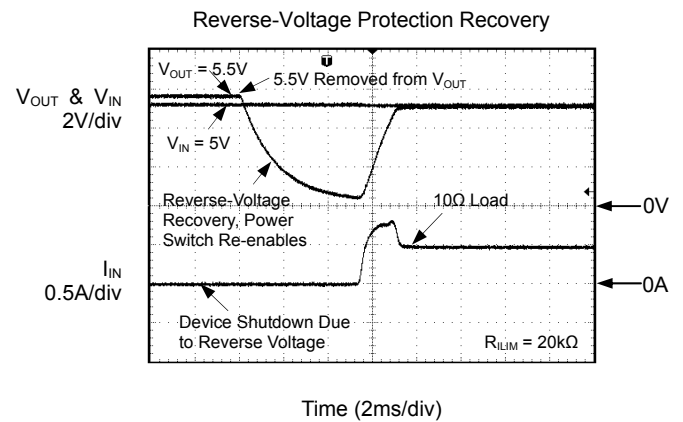 Reverse-Voltage Protection Recovery
T
VOUT = 5.5V
5.5V Removed from VOUT
VOUT & VIN
2V/div
VIN = 5V
Reverse-Voltage
Recovery, Power
Switch Re-enables
10Ω Load
0V
IIN
0.5A/div
0A
Device Shutdown Due
to Reverse Voltage
RILIM = 20kΩ
Time (2ms/div)